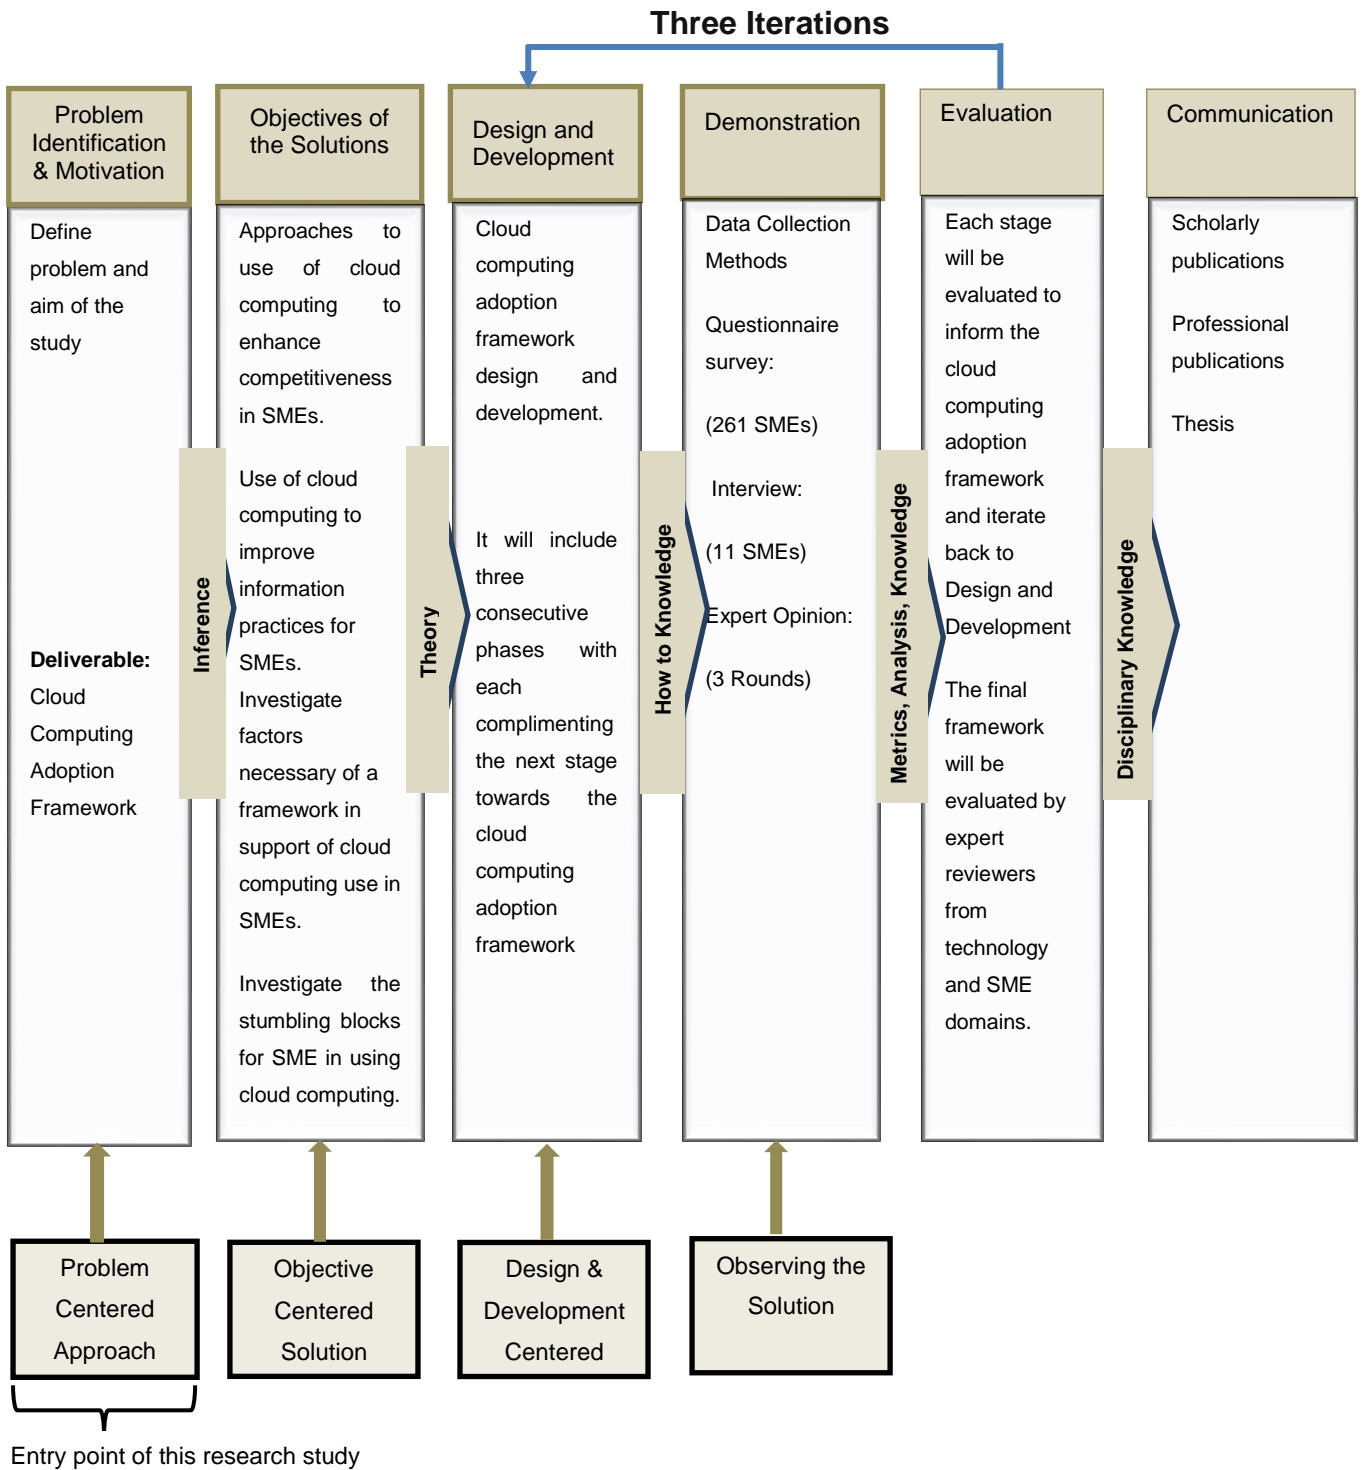 Three Iterations
Problem
Identification
& Motivation
Define
problem and
aim of the
study
Deliverable:
Cloud
Computing
Adoption
Framework
Inference
Objectives of
the Solutions
Approaches to
use of cloud
computing to
enhance
competitiveness
in SMEs.
Use of cloud
computing to
improve
information
practices for
SMEs.
Investigate
factors
necessary of a
framework in
support of cloud
computing use in
SMEs.
Investigate the
stumbling blocks
for SME in using
cloud computing.
Theory
Design and
Development
Cloud
computing
adoption
framework
design and
development.
It will include
three
consecutive
phases with
each
complimenting
the next stage
towards the
cloud
computing
adoption
framework
How to Knowledge
Demonstration
Data Collection
Methods
Questionnaire
survey:
(261 SMEs)
Interview:
(11 SMEs)
Expert Opinion:
(3 Rounds)
Metrics, Analysis, Knowledge
Evaluation
Each stage
will be
evaluated to
inform the
cloud
computing
adoption
framework
and iterate
back to
Design and
Development
The final
framework
will be
evaluated by
expert
reviewers
from
technology
and SME
domains.
Disciplinary Knowledge
Communication
Scholarly
publications
Professional
publications
Thesis
Problem
Centered
Approach
Objective
Centered
Solution
Design &
Development
Centered
Observing the
Solution
Entry point of this research study